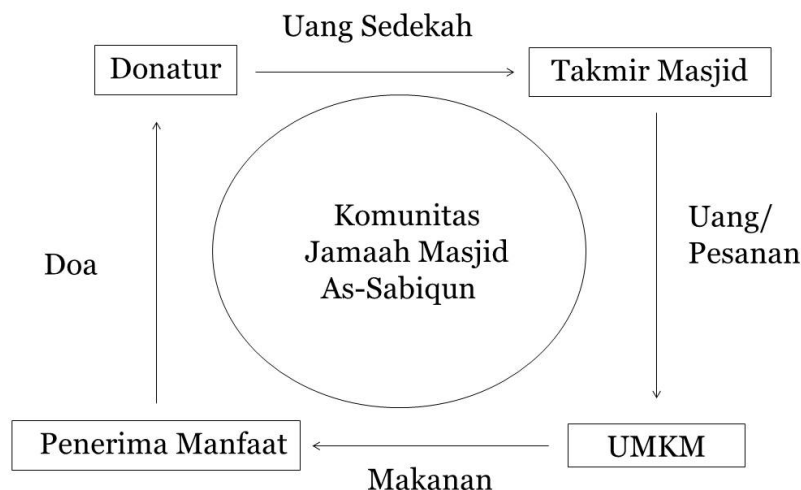 Uang Sedekah
Donatur
Takmir Masjid
Komunitas
Jamaah Masjid
As-Sabiqun
Uang/
Pesanan
Doa
Penerima Manfaat
UMKM
Makanan